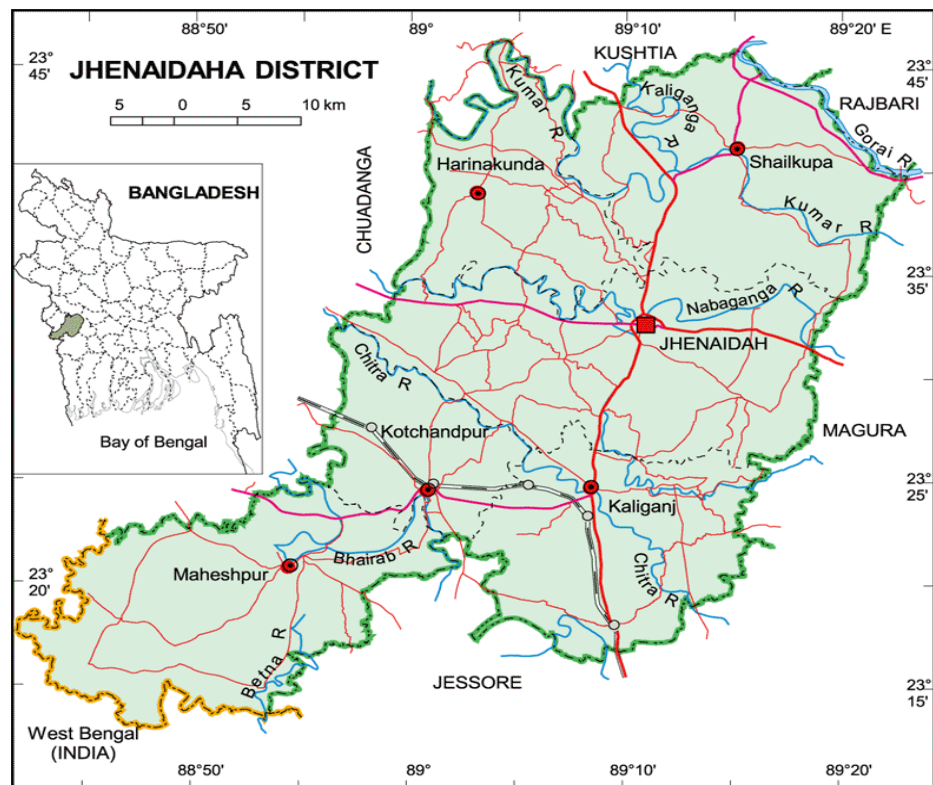 88°50'
89°
89°10'
89°20' E
23°
45'
JHENAIDAHA DISTRICT
5 0 5 10 km
KUSHTIA
23°
45'
RAJBARI
Gorai R
Kumar R
Kaliganga
R
Shailkupa
Harinakunda
CHUADANGA
BANGLADESH
Bay of Bengal
Kumar R
23°
35'
Nabaganga R
JHENAIDAH
Chitra R
Kotchandpur
MAGURA
23°
25'
Kaliganj
Bhairab R
Maheshpur
23°
20'
Chitra R
Betna R
JESSORE
23°
15'
West Bengal
(INDIA)
88°50'
89°
89°10'
89°20'